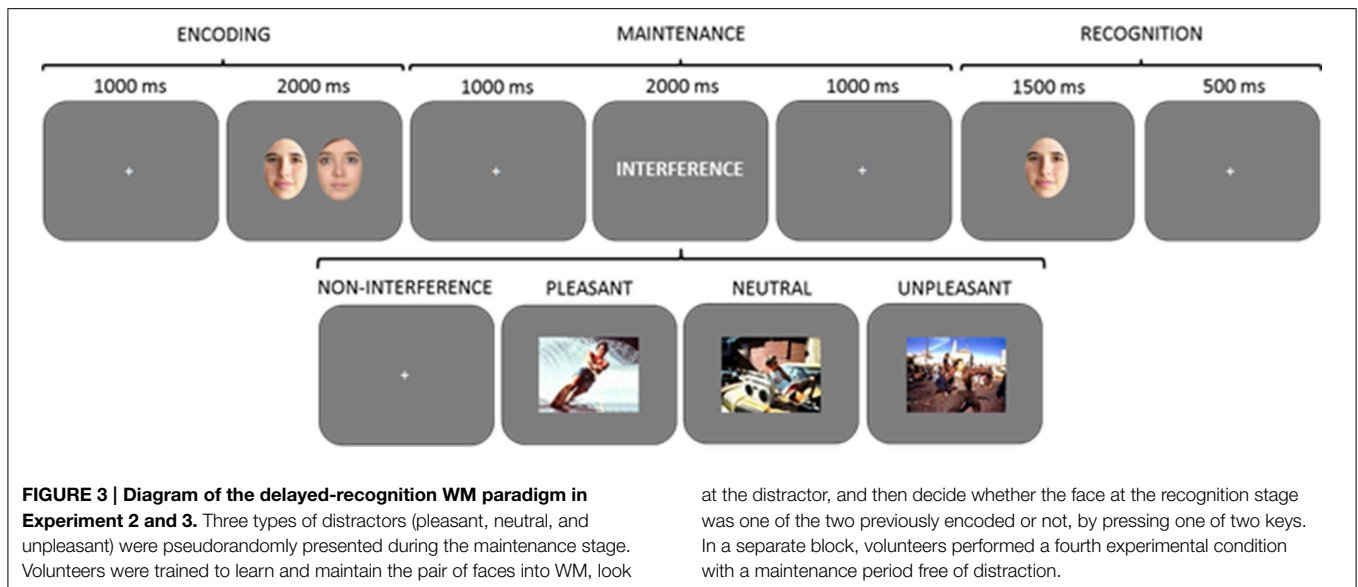 ENCODING MAINTENANCE RECOGNITION
1000 ms 2000 ms 1000 ms 2000 ms 1000 ms 1500 ms 500 ms
INTERFERENCE
NON-INTERFERENCE PLEASANT NEUTRAL UNPLEASANT
FIGURE 3 | Diagram of the delayed-recognition WM paradigm in
Experiment 2 and 3. Three types of distractors (pleasant, neutral, and
unpleasant) were pseudorandomly presented during the maintenance stage.
Volunteers were trained to learn and maintain the pair of faces into WM, look
at the distractor, and then decide whether the face at the recognition stage
was one of the two previously encoded or not, by pressing one of two keys.
In a separate block, volunteers performed a fourth experimental condition
with a maintenance period free of distraction.